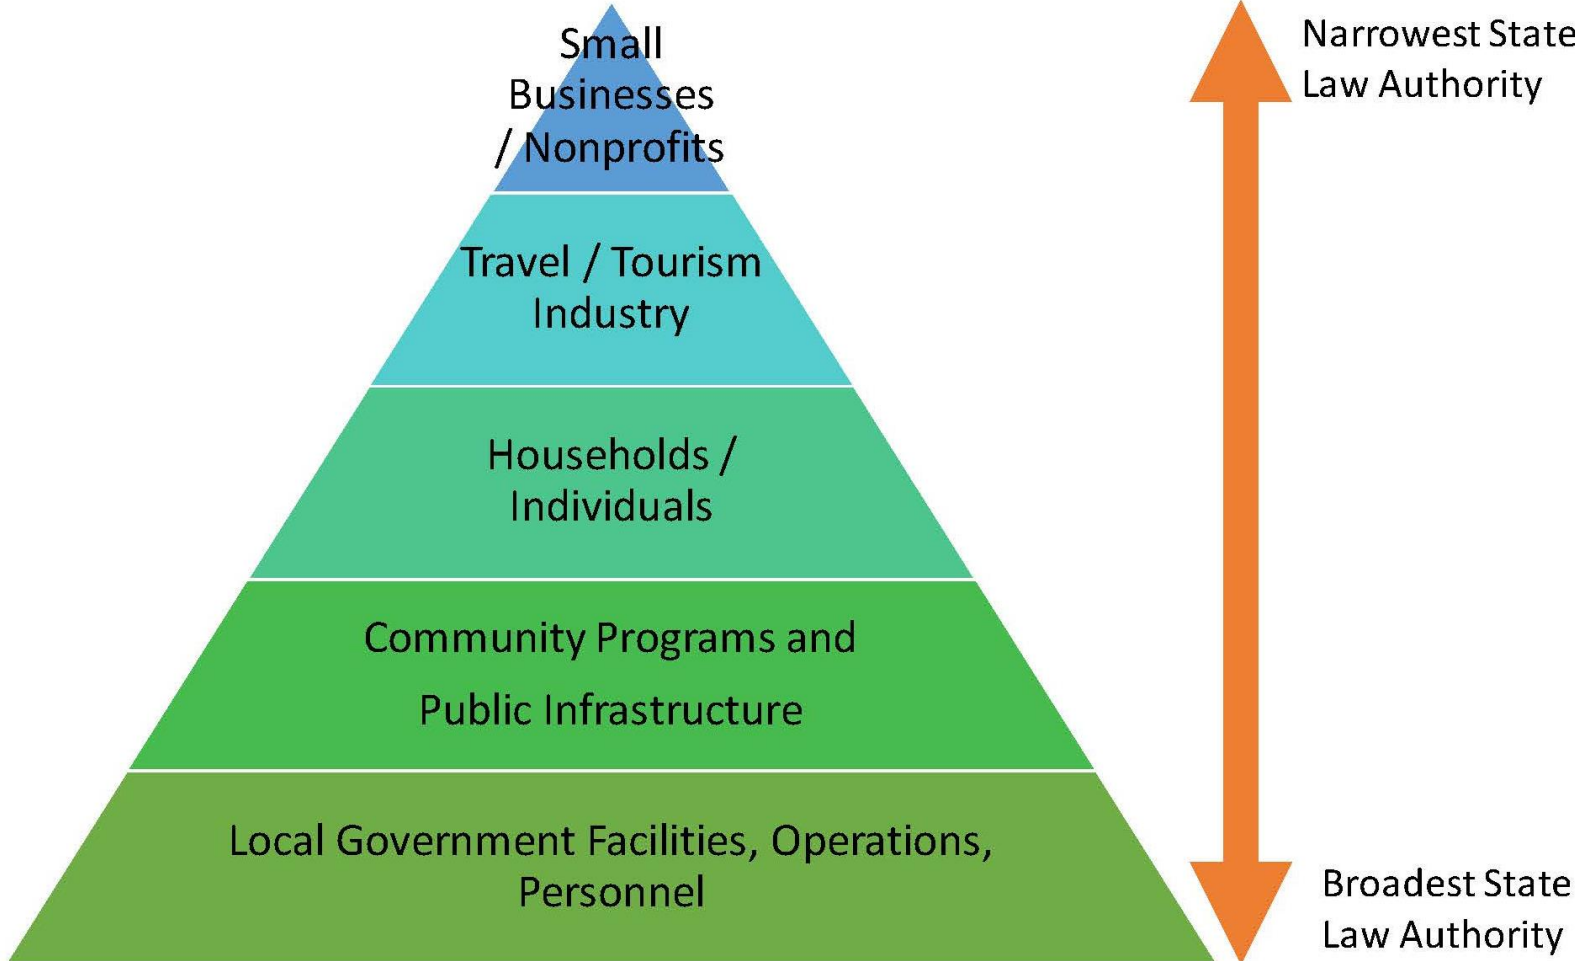 Small
Businesses
/ Nonprofits
Travel / Tourism
Industry
Households /
Individuals
Community Programs and
Public Infrastructure
Local Government Facilities, Operations,
Personnel
Narrowest State
Law Authority
Broadest State
Law Authority